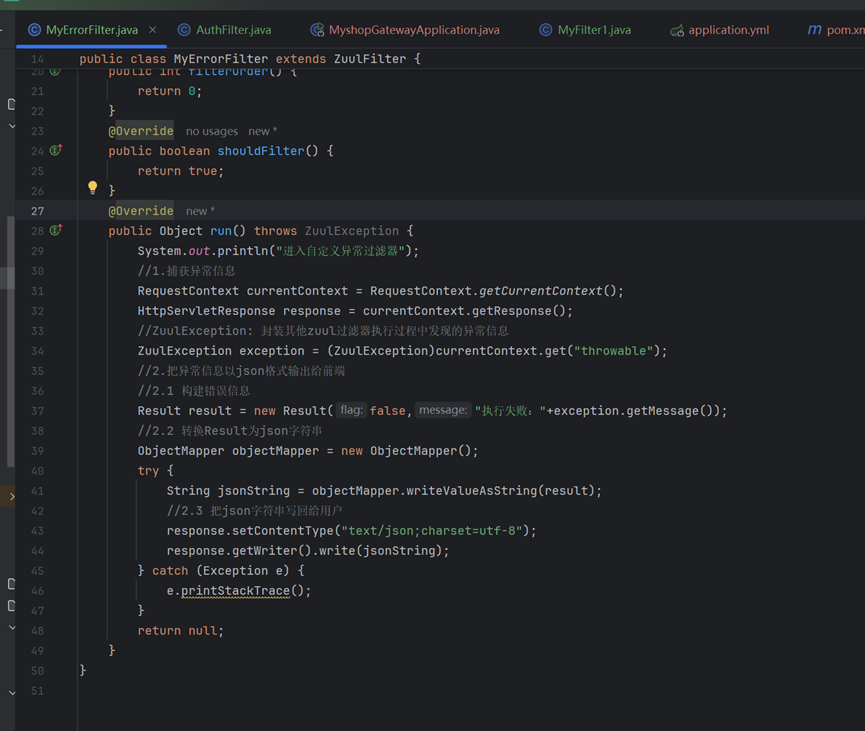 MyErrorFilter.java × AuthFilter.java MyshopGatewayApplication.java MyFilter1.java application.yml pom.xm
14 public class MyErrorFilter extends ZuulFilter {
20 public int filterOrder() {
21 return 0;
22 }
23 @Override no usages new *
24 public boolean shouldFilter() {
25 return true;
26 }
27 @Override new *
28 public Object run() throws ZuulException {
29 System.out.println("进入自定义异常过滤器");
30 //1.捕获异常信息
31 RequestContext currentContext = RequestContext.getCurrentContext();
32 HttpServletResponse response = currentContext.getResponse();
33 //ZuulException: 封装其他zuul过滤器执行过程中发现的异常信息
34 ZuulException exception = (ZuulException)currentContext.get("throwable");
35 //2.把异常信息以json格式输出给前端
36 //2.1 构建错误信息
37 Result result = new Result( flag: false, message: "执行失败："+exception.getMessage());
38 //2.2 转换Result为json字符串
39 ObjectMapper objectMapper = new ObjectMapper();
40 try {
41 String jsonString = objectMapper.writeValueAsString(result);
42 //2.3 把json字符串写回给用户
43 response.setContentType("text/json;charset=utf-8");
44 response.getWriter().write(jsonString);
45 } catch (Exception e) {
46 e.printStackTrace();
47 }
48 return null;
49 }
50 }
51